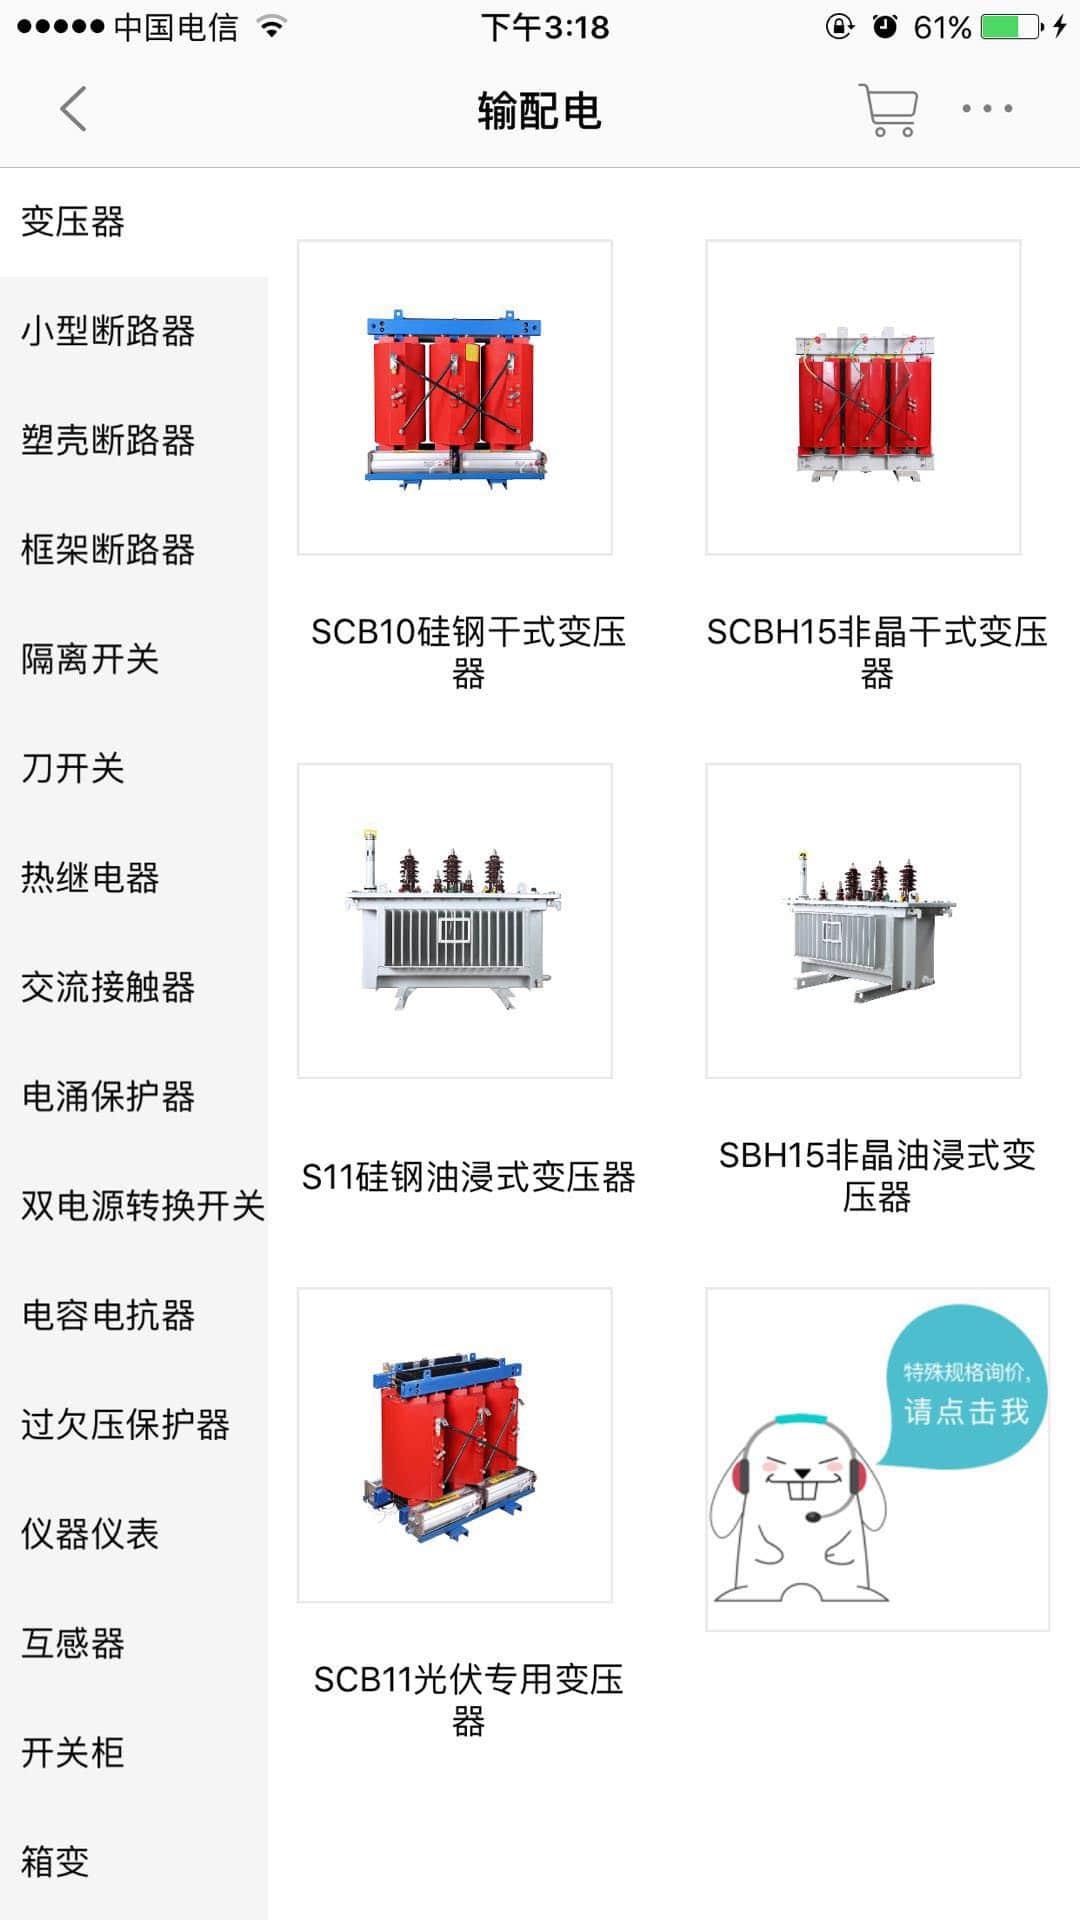 中国电信
下午3:18
61%
输配电
变压器
小型断路器
塑壳断路器
框架断路器
隔离开关
刀开关
热继电器
交流接触器
电涌保护器
双电源转换开关
电容电抗器
过欠压保护器
仪器仪表
互感器
开关柜
箱变
SCB10硅钢干式变压
器
SCBH15非晶干式变压
器
S11硅钢油浸式变压器
SBH15非晶油浸式变
压器
SCB11光伏专用变压
器
特殊规格询价,
请点击我